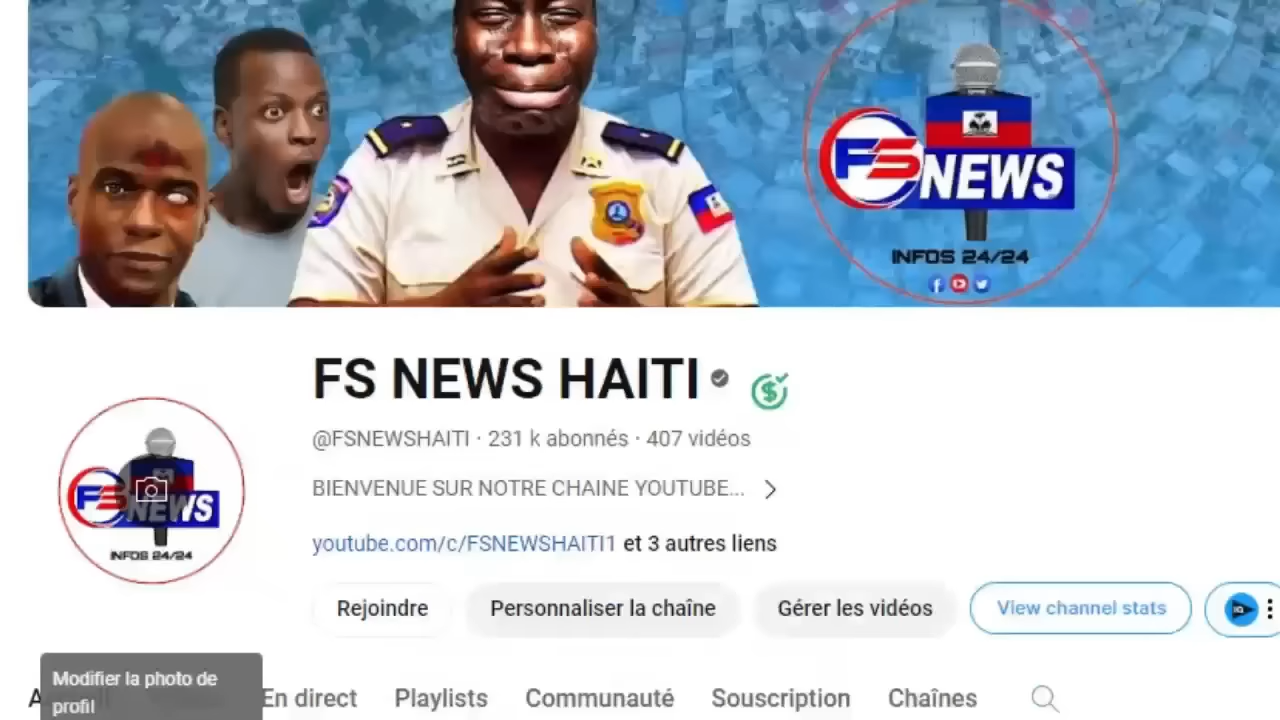 FS NEWS
INFOS 24/24
FS NEWS HAITI
@FSNEWSHAITI · 231 k abonnés · 407 vidéos
BIENVENUE SUR NOTRE CHAINE YOUTUBE...
youtube.com/c/FSNEWSHAITI1 et 3 autres liens
FS NEWS
INFOS 24/24
Rejoindre Personnaliser la chaîne Gérer les vidéos View channel stats
Modifier la photo de
profil
En direct Playlists Communauté Souscription Chaînes